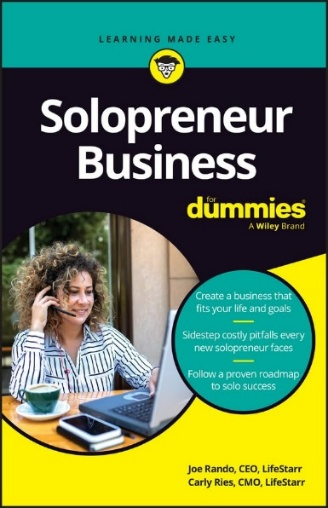 LEARNING MADE EASY
Solopreneur
Business
for
dummies®
A Wiley Brand
Create a business that
fits your life and goals
Sidestep costly pitfalls every
new solopreneur faces
Follow a proven roadmap
to solo success
Joe Rando, CEO, LifeStarr
Carly Ries, CMO, LifeStarr